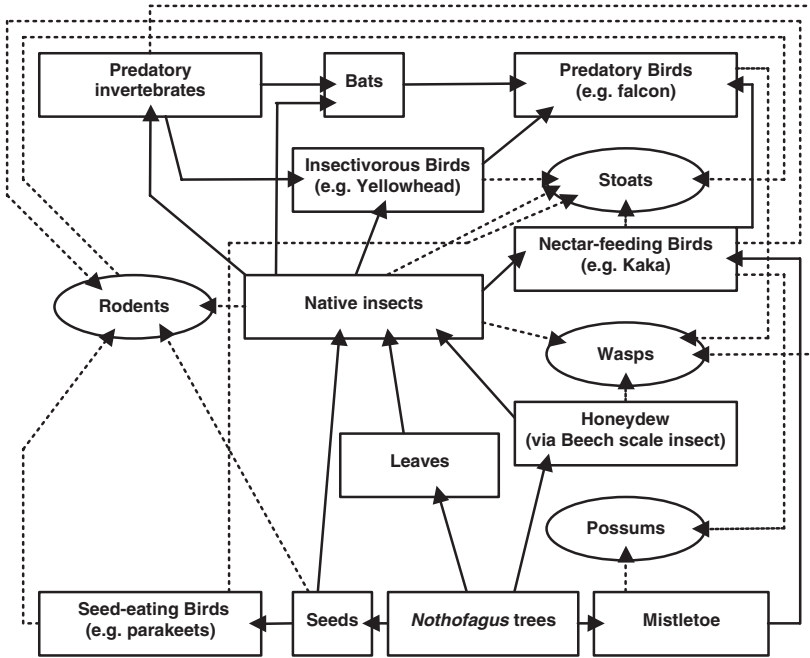 Predatory
invertebrates
Bats
Predatory Birds
(e.g. falcon)
Insectivorous Birds
(e.g. Yellowhead)
Stoats
Nectar-feeding Birds
(e.g. Kaka)
Rodents
Native insects
Wasps
Honeydew
(via Beech scale insect)
Leaves
Possums
Seed-eating Birds
(e.g. parakeets)
Seeds
Nothofagus trees
Mistletoe